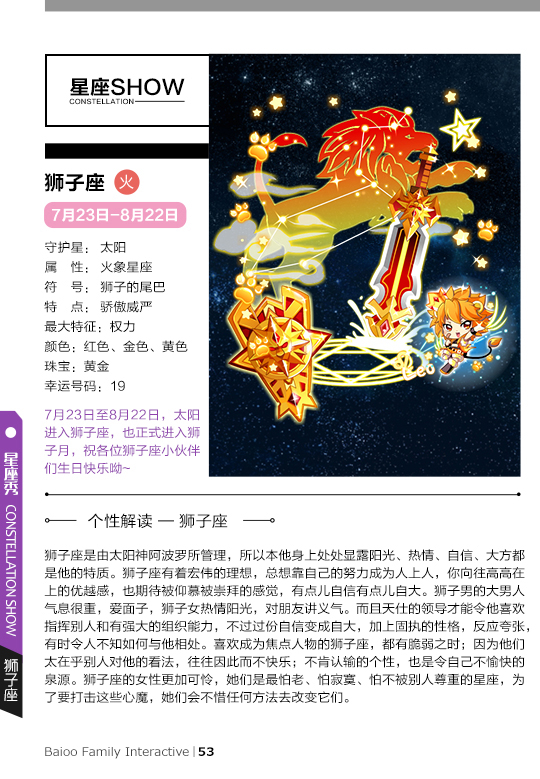 星座SHOW
CONSTELLATION
狮子座 火
7月23日-8月22日
守护星： 太阳
属　性： 火象星座
符　号： 狮子的尾巴
特　点： 骄傲威严
最大特征：权力
颜色：红色、金色、黄色
珠宝：黄金
幸运号码：19
7月23日至8月22日，太阳
进入狮子座，也正式进入狮
子月，祝各位狮子座小伙伴
们生日快乐呦~
Leo
个性解读 — 狮子座
狮子座是由太阳神阿波罗所管理，所以本他身上处处显露阳光、热情、自信、大方都
是他的特质。狮子座有着宏伟的理想，总想靠自己的努力成为人上人，你向往高高在
上的优越感，也期待被仰慕被崇拜的感觉，有点儿自信有点儿自大。狮子男的大男人
气息很重，爱面子，狮子女热情阳光，对朋友讲义气。而且天仕的领导才能令他喜欢
指挥别人和有强大的组织能力，不过过份自信变成自大，加上固执的性格，反应夸张，
有时令人不知如何与他相处。喜欢成为焦点人物的狮子座，都有脆弱之时；因为他们
太在乎别人对他的看法，往往因此而不快乐；不肯认输的个性，也是令自己不愉快的
泉源。狮子座的女性更加可怜，她们是最怕老、怕寂寞、怕不被别人尊重的星座，为
了要打击这些心魔，她们会不惜任何方法去改变它们。
星座秀 CONSTELLATION SHOW
狮子座
Baioo Family Interactive | 53